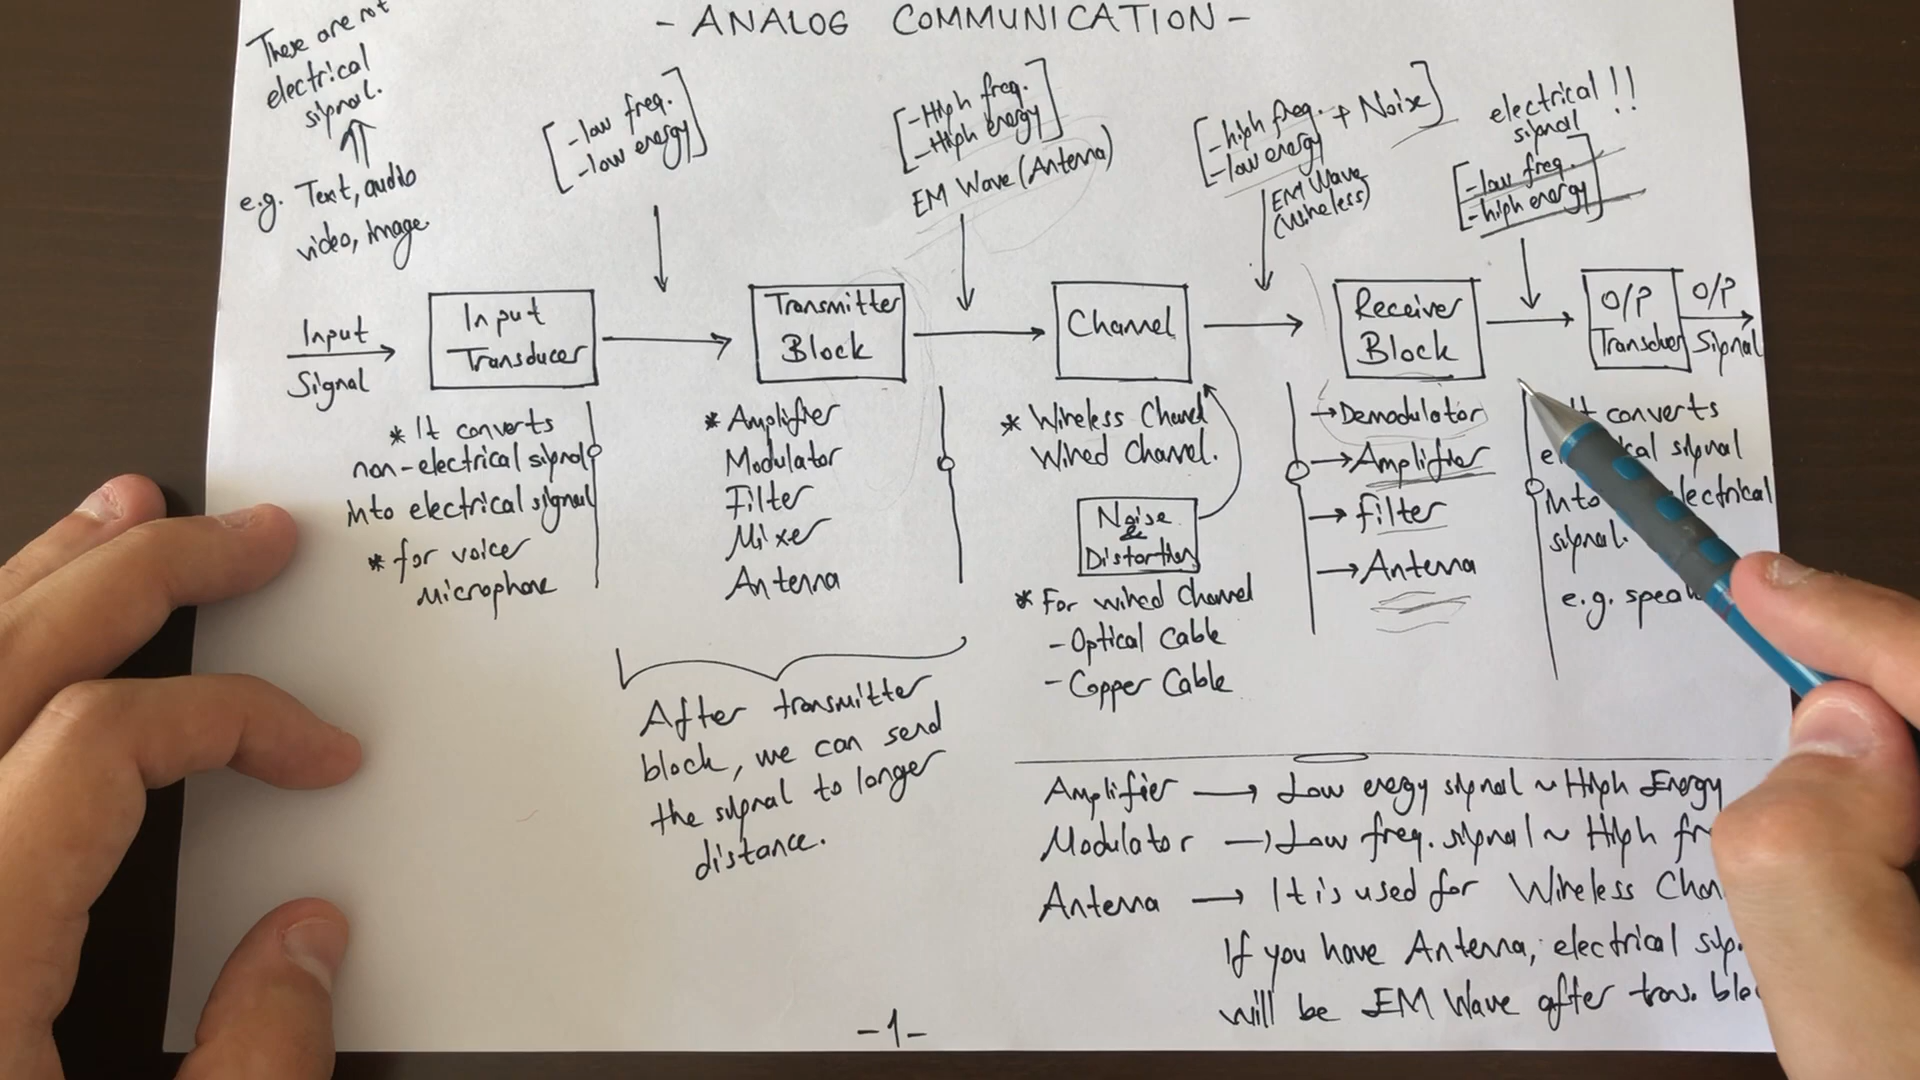 - ANALOG COMMUNICATION -
These are not
electrical
signal.
e.g. Text, audio
video, image.
[-low freq.
-low energy]
[-High freq.
-High energy]
EM Wave (Antenna)
[-high freq. + Noise]
-low energy
EM Wave
(Wireless)
electrical !!
signal
[-low freq.
-high energy]
Input
Signal
Input
Transducer
Transmitter
Block
Channel
Receiver
Block
O/P
Transducer
O/P
Signal
* It converts
non-electrical signal
into electrical signal
* for voice
microphone
* Amplifier
Modulator
Filter
Mixer
Antenna
* Wireless Channel
Wired Channel.
Noise
&
Distortion
* For wired Channel
- Optical Cable
- Copper Cable
→ Demodulator
→ Amplifier
→ filter
→ Antenna
It converts
signal
into
signal.
e.g.
After transmitter
block, we can send
the signal to longer
distance.
Amplifier → Low energy signal ~ High Energy
Modulator → Low freq. signal ~ High
Antenna → It is used for Wireless
If you have Antenna, electrical
will be EM Wave after
-1-